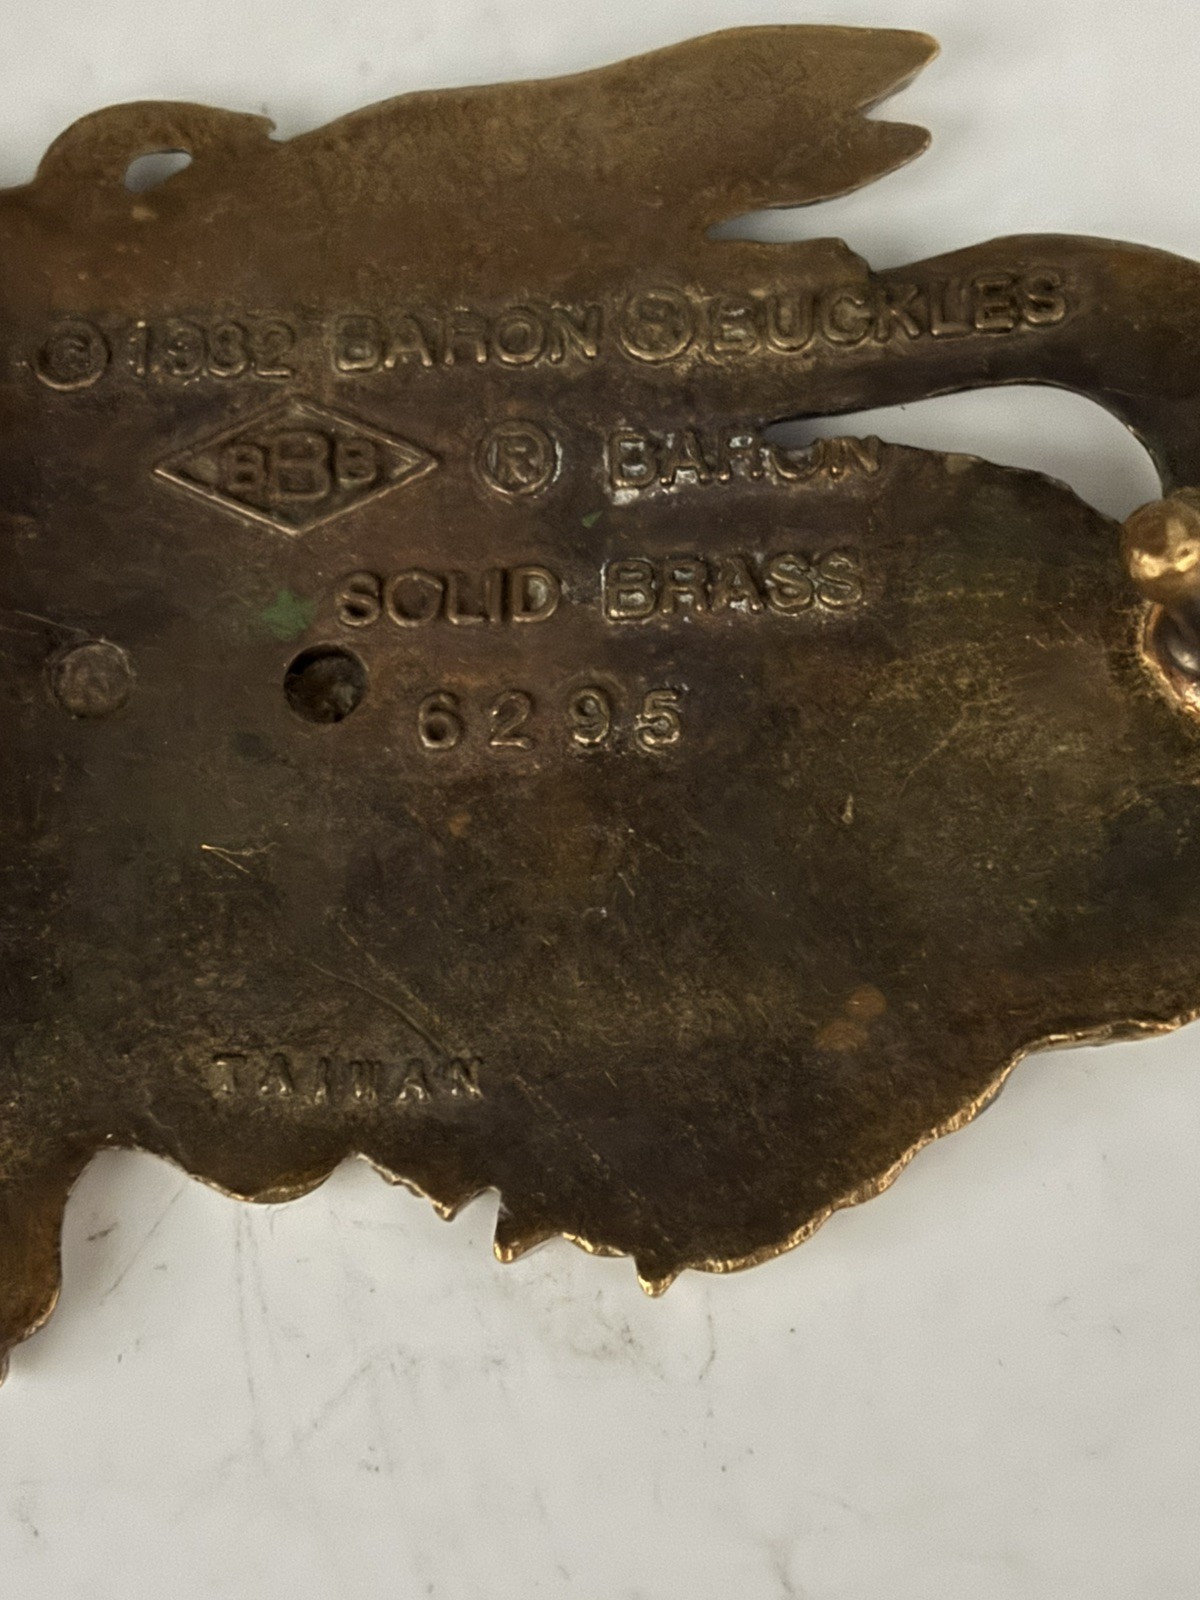 ® 1982 BARON ® BUCKLES
BBB ® BARON
SOLID BRASS
6295
TAIWAN